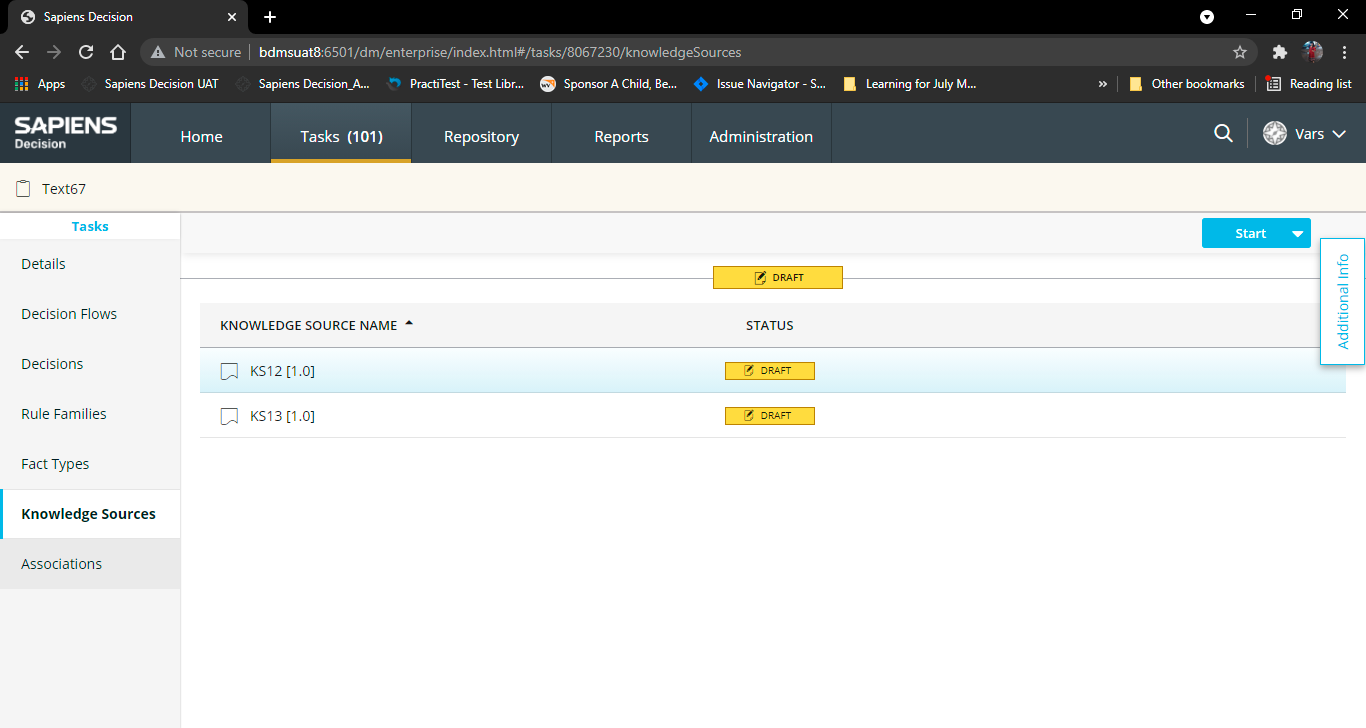 Sapiens Decision
Not secure bdmsuat8:6501/dm/enterprise/index.html#/tasks/8067230/knowledgeSources
Apps Sapiens Decision UAT Sapiens Decision_A... PractiTest - Test Libr... Sponsor A Child, Be... Issue Navigator - S... Learning for July M... » Other bookmarks Reading list
SAPIENS
Decision
Home Tasks (101) Repository Reports Administration Vars
Text67
Tasks
Start
Details
Additional Info
DRAFT
Decision Flows
KNOWLEDGE SOURCE NAME STATUS
Decisions
KS12 [1.0] DRAFT
Rule Families
KS13 [1.0] DRAFT
Fact Types
Knowledge Sources
Associations